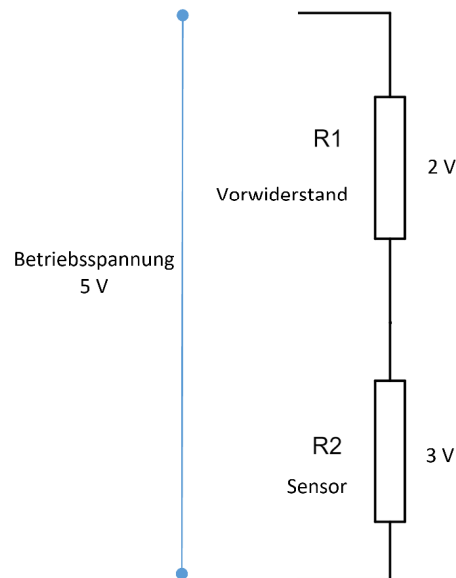 R1
2 V
Vorwiderstand
Betriebsspannung
5 V
R2
3 V
Sensor